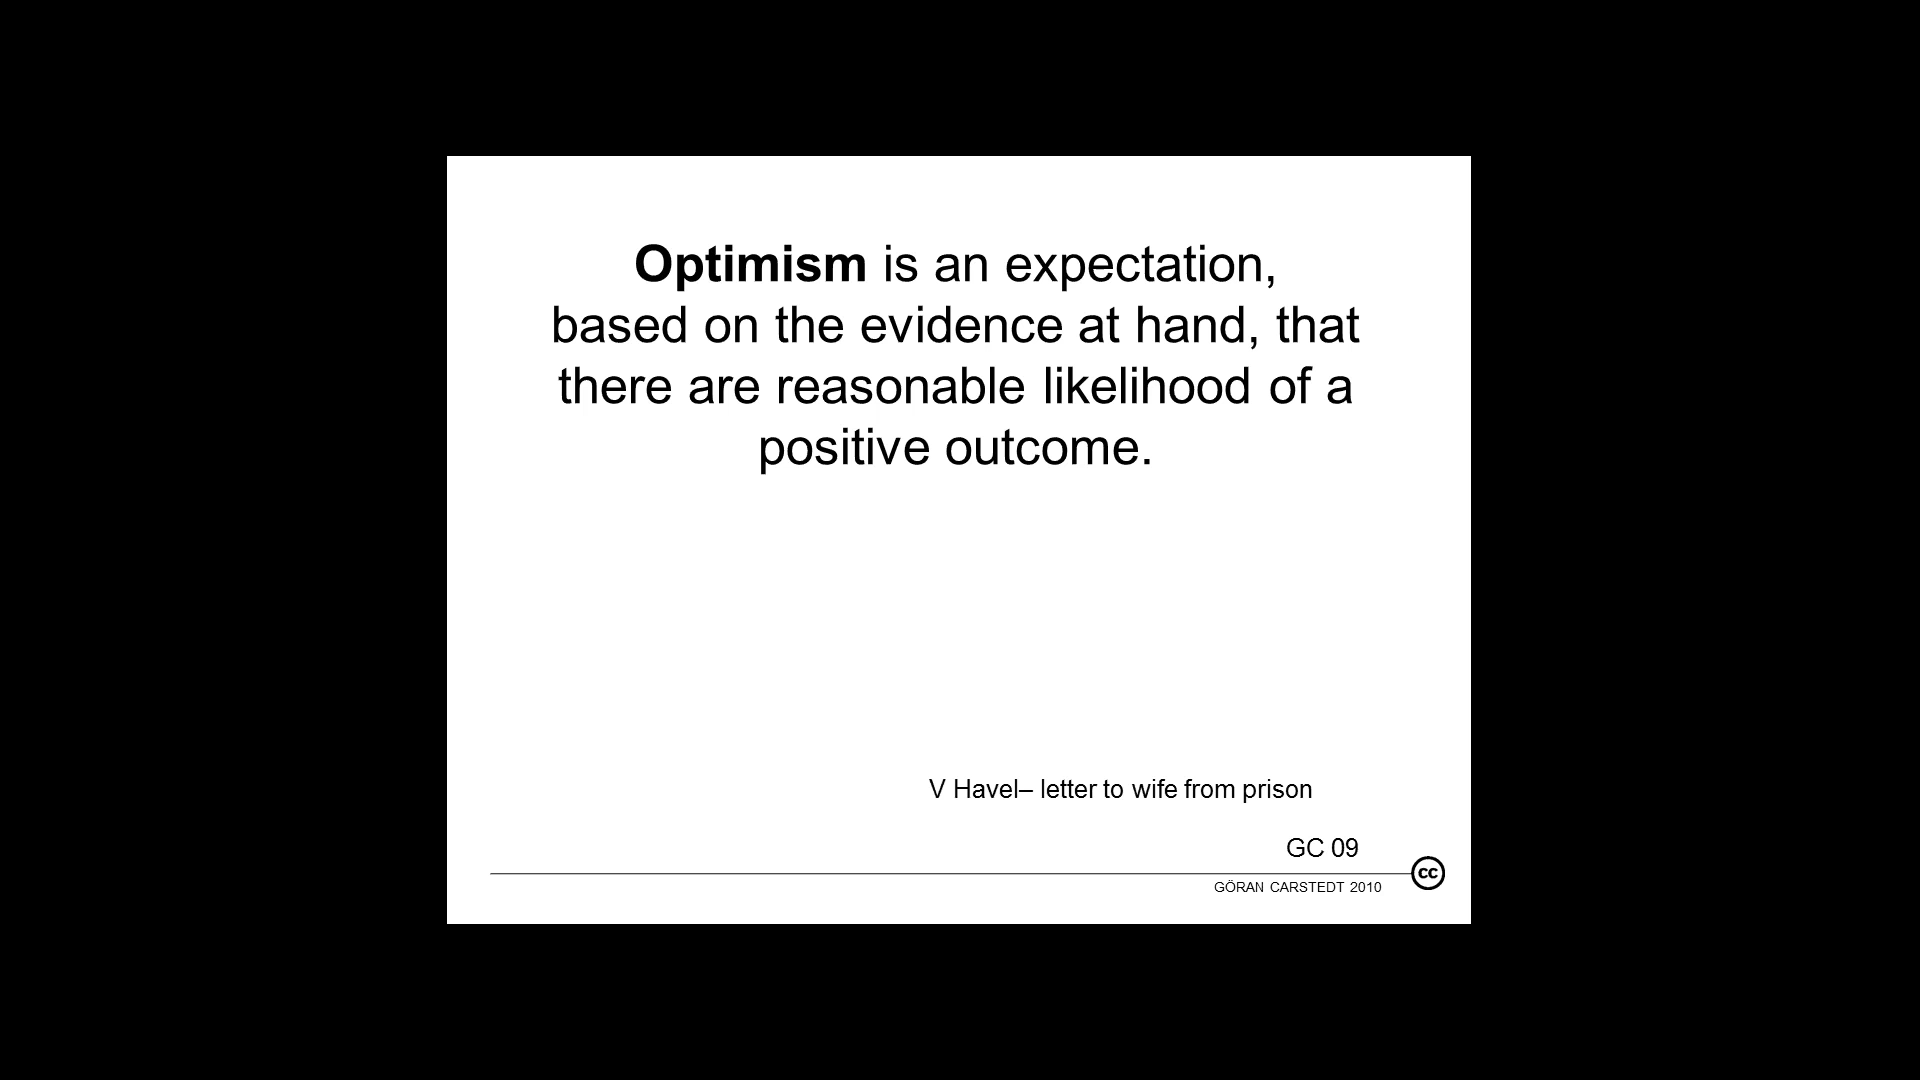 Optimism is an expectation,
based on the evidence at hand, that
there are reasonable likelihood of a
positive outcome.
V Havel– letter to wife from prison
GC 09
GÖRAN CARSTEDT 2010
cc